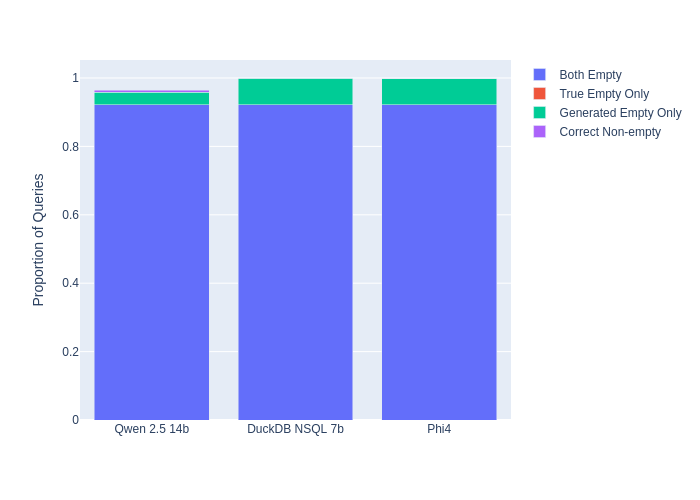 Proportion of Queries
1
0.8
0.6
0.4
0.2
0
Qwen 2.5 14b
DuckDB NSQL 7b
Phi4
Both Empty
True Empty Only
Generated Empty Only
Correct Non-empty